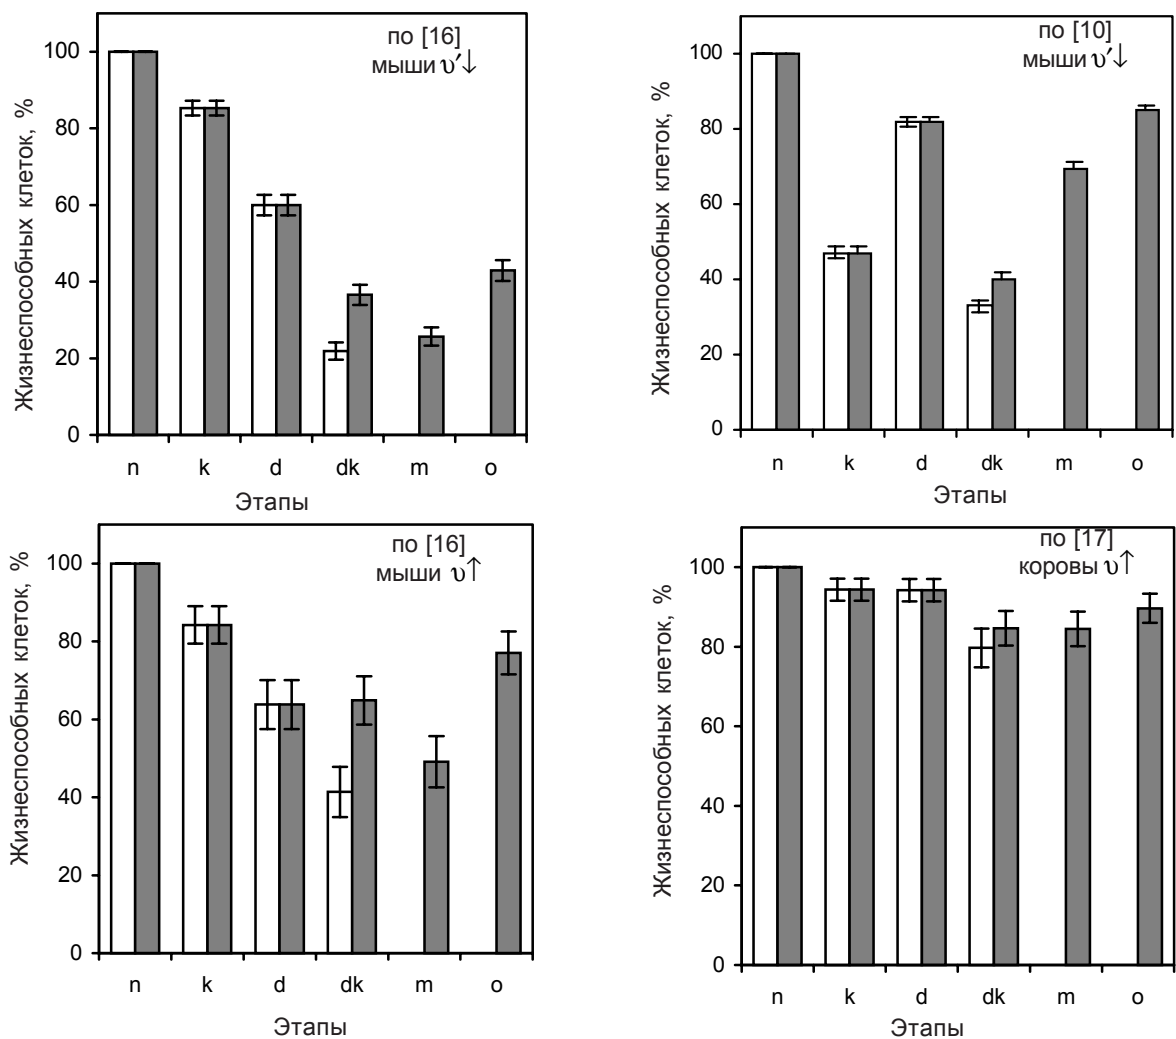 по [16]
мыши υ′↓
Жизнеспособных клеток, %
100
80
60
40
20
0
n k d dk m o
Этапы
по [10]
мыши υ′↓
Жизнеспособных клеток, %
100
80
60
40
20
0
n k d dk m o
Этапы
по [16]
мыши υ↑
Жизнеспособных клеток, %
100
80
60
40
20
0
n k d dk m o
Этапы
по [17]
коровы υ↑
Жизнеспособных клеток, %
100
80
60
40
20
0
n k d dk m o
Этапы